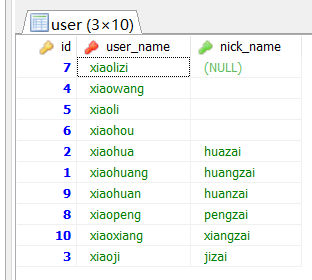 user (3×10)
id user_name nick_name
7 xiaolizi (NULL)
4 xiaowang
5 xiaoli
6 xiaohou
2 xiaohua huazai
1 xiaohuang huangzai
9 xiaohuan huanzai
8 xiaopeng pengzai
10 xiaoxiang xiangzai
3 xiaoji jizai